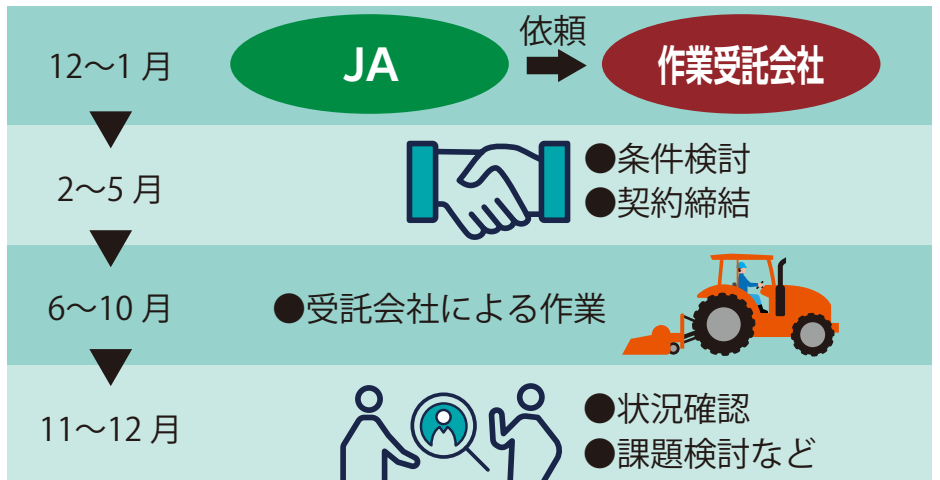 12～1 月
JA
依頼
作業受託会社
2～5 月
●条件検討
●契約締結
6～10 月
●受託会社による作業
11～12 月
●状況確認
●課題検討など